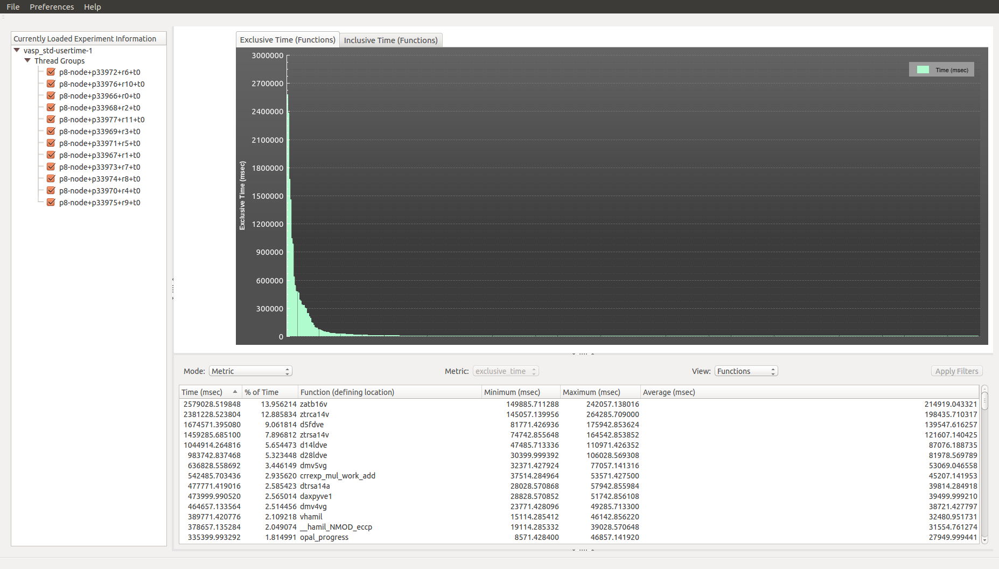 File Preferences Help
Currently Loaded Experiment Information
vasp_std-usertime-1
Thread Groups
p8-node+p33972+r6+t0
p8-node+p33976+r10+t0
p8-node+p33966+r0+t0
p8-node+p33968+r2+t0
p8-node+p33977+r11+t0
p8-node+p33969+r3+t0
p8-node+p33971+r5+t0
p8-node+p33967+r1+t0
p8-node+p33973+r7+t0
p8-node+p33974+r8+t0
p8-node+p33970+r4+t0
p8-node+p33975+r9+t0
Exclusive Time (Functions) Inclusive Time (Functions)
Exclusive Time (msec)
3000000
2700000
2400000
2100000
1800000
1500000
1200000
900000
600000
300000
0
Time (msec)
Mode: Metric Metric: exclusive_time View: Functions Apply Filters
Time (msec) % of Time Function (defining location) Minimum (msec) Maximum (msec) Average (msec)
2579028.519848 13.956214 zatb16v 149885.711288 242057.138016 214919.043321
2381228.523804 12.885834 ztrca14v 145057.139956 264285.709000 198435.710317
1674571.395080 9.061814 d5fdve 81771.426936 175942.853624 139547.616257
1459285.685100 7.896812 ztrsa14v 74742.855648 164542.853852 121607.140425
1044914.264816 5.654473 d14ldve 47485.713336 110971.426352 87076.188735
983742.837468 5.323448 d28ldve 30399.999392 106028.569308 81978.569789
636828.558692 3.446149 dmv5vg 32371.427924 77057.141316 53069.046558
542485.703436 2.935620 crrexp_mul_work_add 37514.284964 53571.427500 45207.141953
477771.419016 2.585423 dtrsa14a 28028.570868 57942.855984 39814.284918
473999.990520 2.565014 daxpyve1 28828.570852 51742.856108 39499.999210
464657.133564 2.514456 dmv4vg 23771.428096 49285.713300 38721.427797
389771.420776 2.109218 vhamil 15114.285412 46142.856220 32480.951731
378657.135284 2.049074 __hamil_NMOD_eccp 19114.285332 39028.570648 31554.761274
335399.993292 1.814991 opal_progress 8571.428400 46857.141920 27949.999441